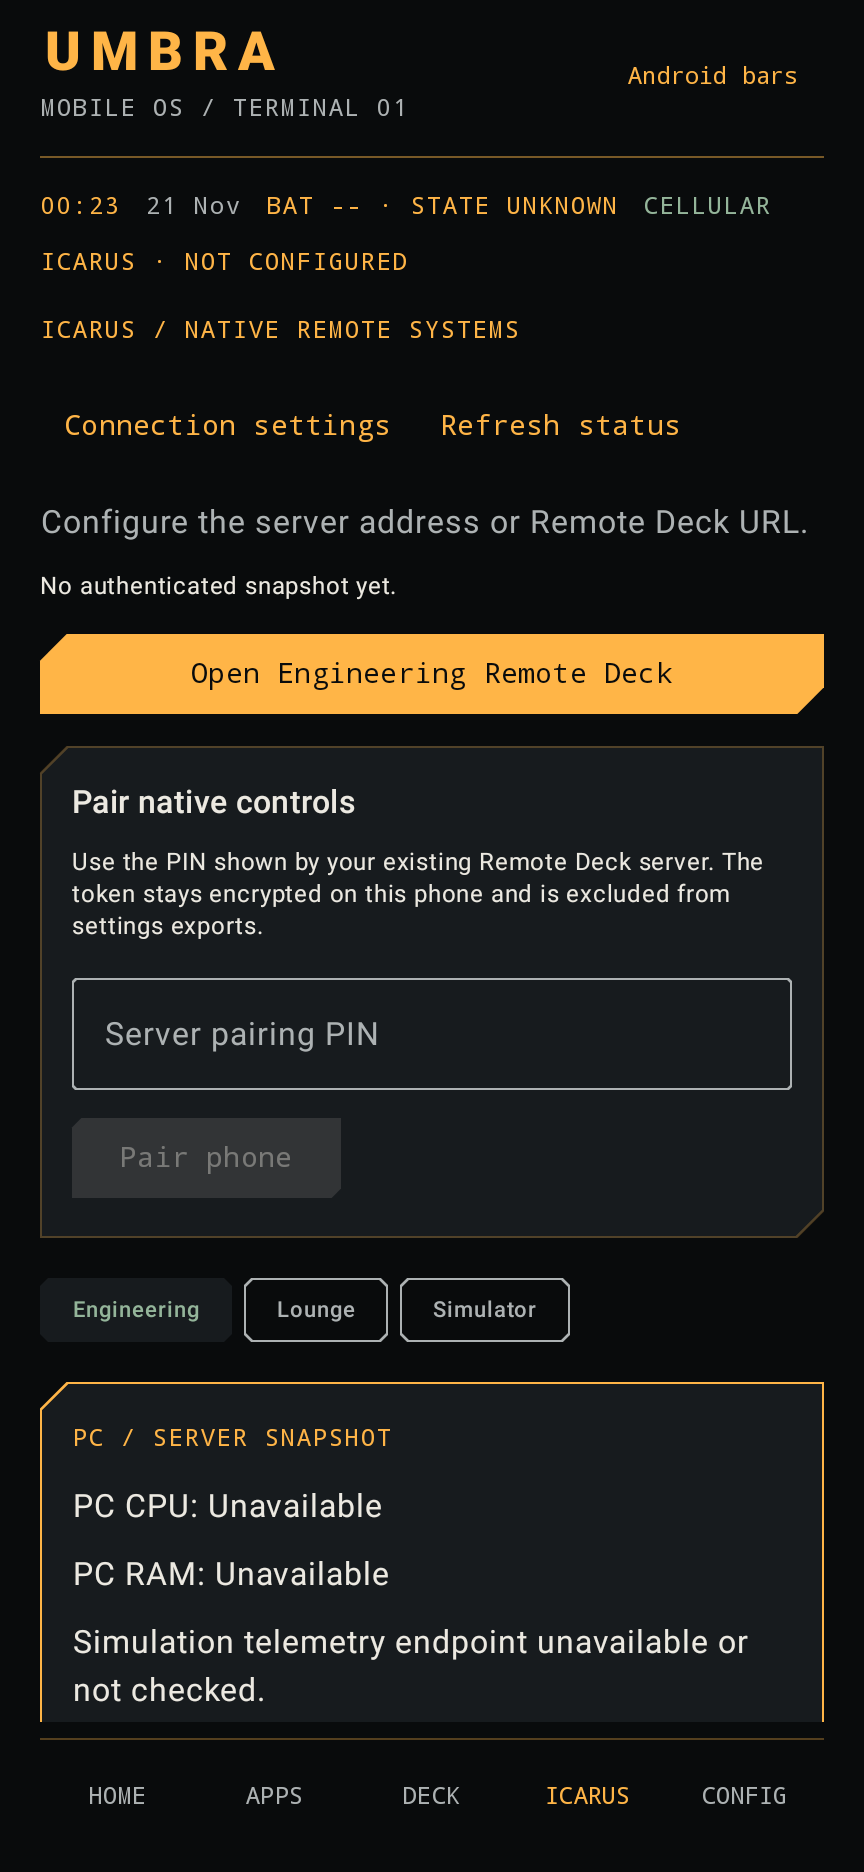 UMBRA
MOBILE OS / TERMINAL 01
Android bars
00:23 21 Nov BAT -- · STATE UNKNOWN CELLULAR
ICARUS · NOT CONFIGURED
ICARUS / NATIVE REMOTE SYSTEMS
Connection settings Refresh status
Configure the server address or Remote Deck URL.
No authenticated snapshot yet.
Open Engineering Remote Deck
Pair native controls
Use the PIN shown by your existing Remote Deck server. The
token stays encrypted on this phone and is excluded from
settings exports.
Server pairing PIN
Pair phone
Engineering Lounge Simulator
PC / SERVER SNAPSHOT
PC CPU: Unavailable
PC RAM: Unavailable
Simulation telemetry endpoint unavailable or
not checked.
HOME APPS DECK ICARUS CONFIG